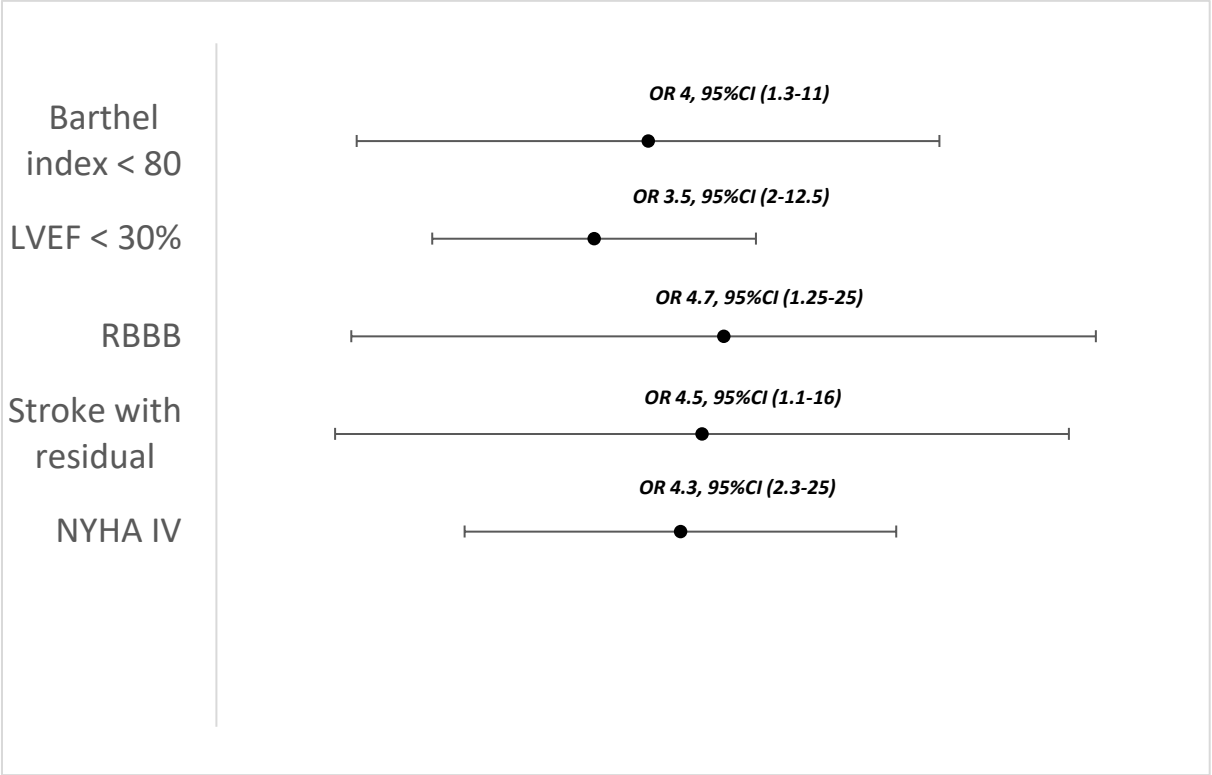 OR 4, 95%CI (1.3-11)
Barthel
index < 80
OR 3.5, 95%CI (2-12.5)
LVEF < 30%
OR 4.7, 95%CI (1.25-25)
RBBB
OR 4.5, 95%CI (1.1-16)
Stroke with
residual
OR 4.3, 95%CI (2.3-25)
NYHA IV